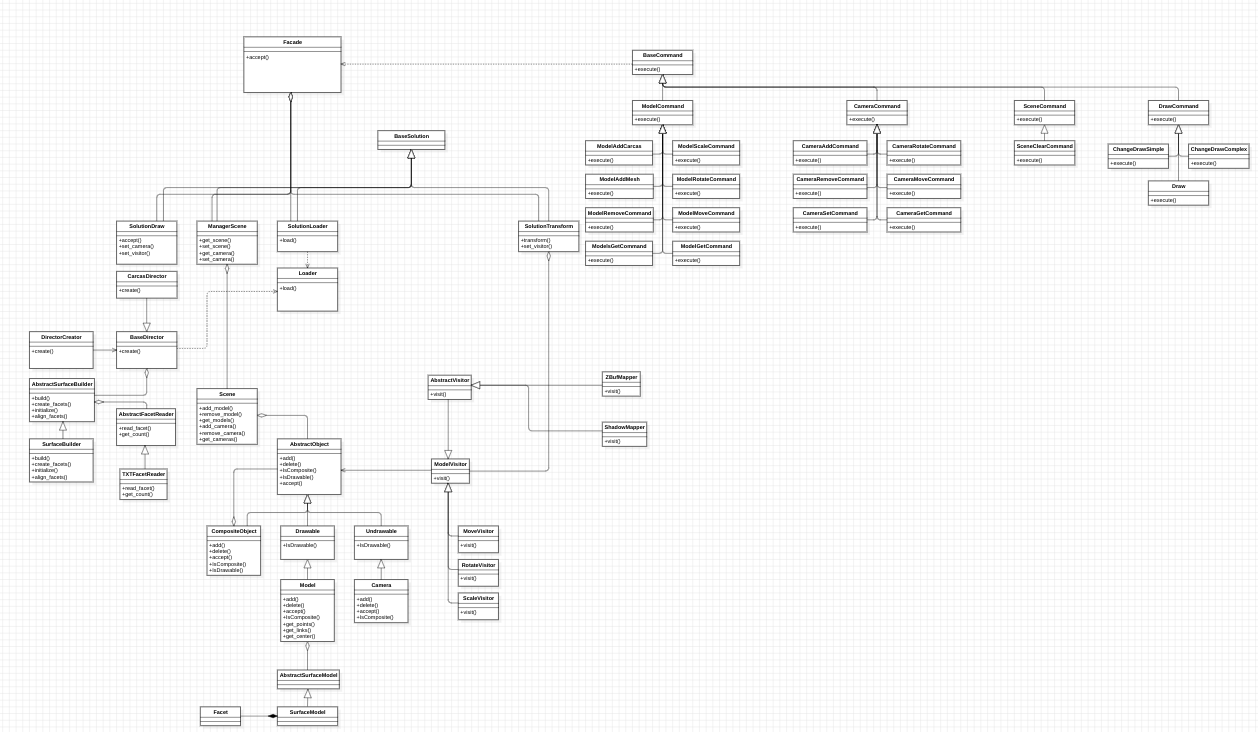 Facade
+accept()
BaseCommand
+execute()
ModelCommand
+execute()
CameraCommand
+execute()
SceneCommand
+execute()
DrawCommand
+execute()
BaseSolution
ModelAddCarcas
+execute()
ModelScaleCommand
+execute()
CameraAddCommand
+execute()
CameraRotateCommand
+execute()
SceneClearCommand
+execute()
ChangeDrawSimple
+execute()
ChangeDrawComplex
+execute()
ModelAddMesh
+execute()
ModelRotateCommand
+execute()
CameraRemoveCommand
+execute()
CameraMoveCommand
+execute()
Draw
+execute()
ModelRemoveCommand
+execute()
ModelMoveCommand
+execute()
CameraSetCommand
+execute()
CameraGetCommand
+execute()
ModelsGetCommand
+execute()
ModelGetCommand
+execute()
SolutionDraw
+accept()
+set_camera()
+set_visitor()
ManagerScene
+get_scene()
+set_scene()
+get_camera()
+set_camera()
SolutionLoader
+load()
SolutionTransform
+transform()
+set_visitor()
CarcasDirector
+create()
Loader
+load()
DirectorCreator
+create()
BaseDirector
+create()
AbstractSurfaceBuilder
+build()
+create_facets()
+initialize()
+align_facets()
AbstractFacetReader
+read_facet()
+get_count()
Scene
+add_model()
+remove_model()
+get_models()
+add_camera()
+remove_camera()
+get_cameras()
AbstractVisitor
+visit()
ZBufMapper
+visit()
ShadowMapper
+visit()
SurfaceBuilder
+build()
+create_facets()
+initialize()
+align_facets()
TXTFacetReader
+read_facet()
+get_count()
AbstractObject
+add()
+delete()
+IsComposite()
+IsDrawable()
+accept()
ModelVisitor
+visit()
CompositeObject
+add()
+delete()
+accept()
+IsComposite()
+IsDrawable()
Drawable
+IsDrawable()
Undrawable
+IsDrawable()
MoveVisitor
+visit()
RotateVisitor
+visit()
ScaleVisitor
+visit()
Model
+add()
+delete()
+accept()
+IsComposite()
+get_points()
+get_links()
+get_center()
Camera
+add()
+delete()
+accept()
+IsComposite()
AbstractSurfaceModel
Facet
SurfaceModel